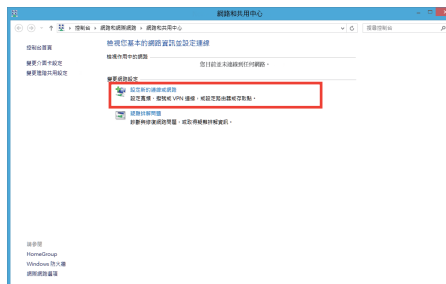 網路和共用中心
控制台 ▸ 網路和網際網路 ▸ 網路和共用中心
搜尋控制台
控制台首頁
變更介面卡設定
變更進階共用設定
檢視您基本的網路資訊並設定連線
檢視作用中的網路
您目前並未連線到任何網路。
變更網路設定
設定新的連線或網路
設定寬頻、撥號或 VPN 連線，或設定路由器或存取點。
疑難排解問題
診斷與修復網路問題，或取得疑難排解資訊。
請參閱
HomeGroup
Windows 防火牆
網際網路選項